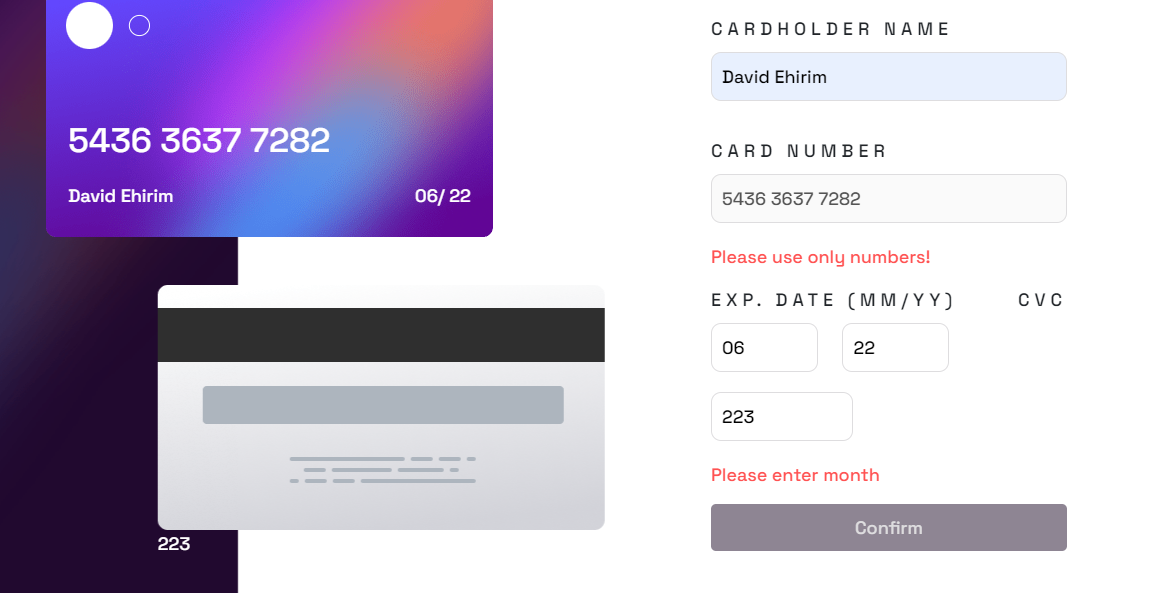 5436 3637 7282
David Ehirim 06/ 22
223
CARDHOLDER NAME
David Ehirim
CARD NUMBER
5436 3637 7282
Please use only numbers!
EXP. DATE (MM/YY) CVC
06 22
223
Please enter month
Confirm